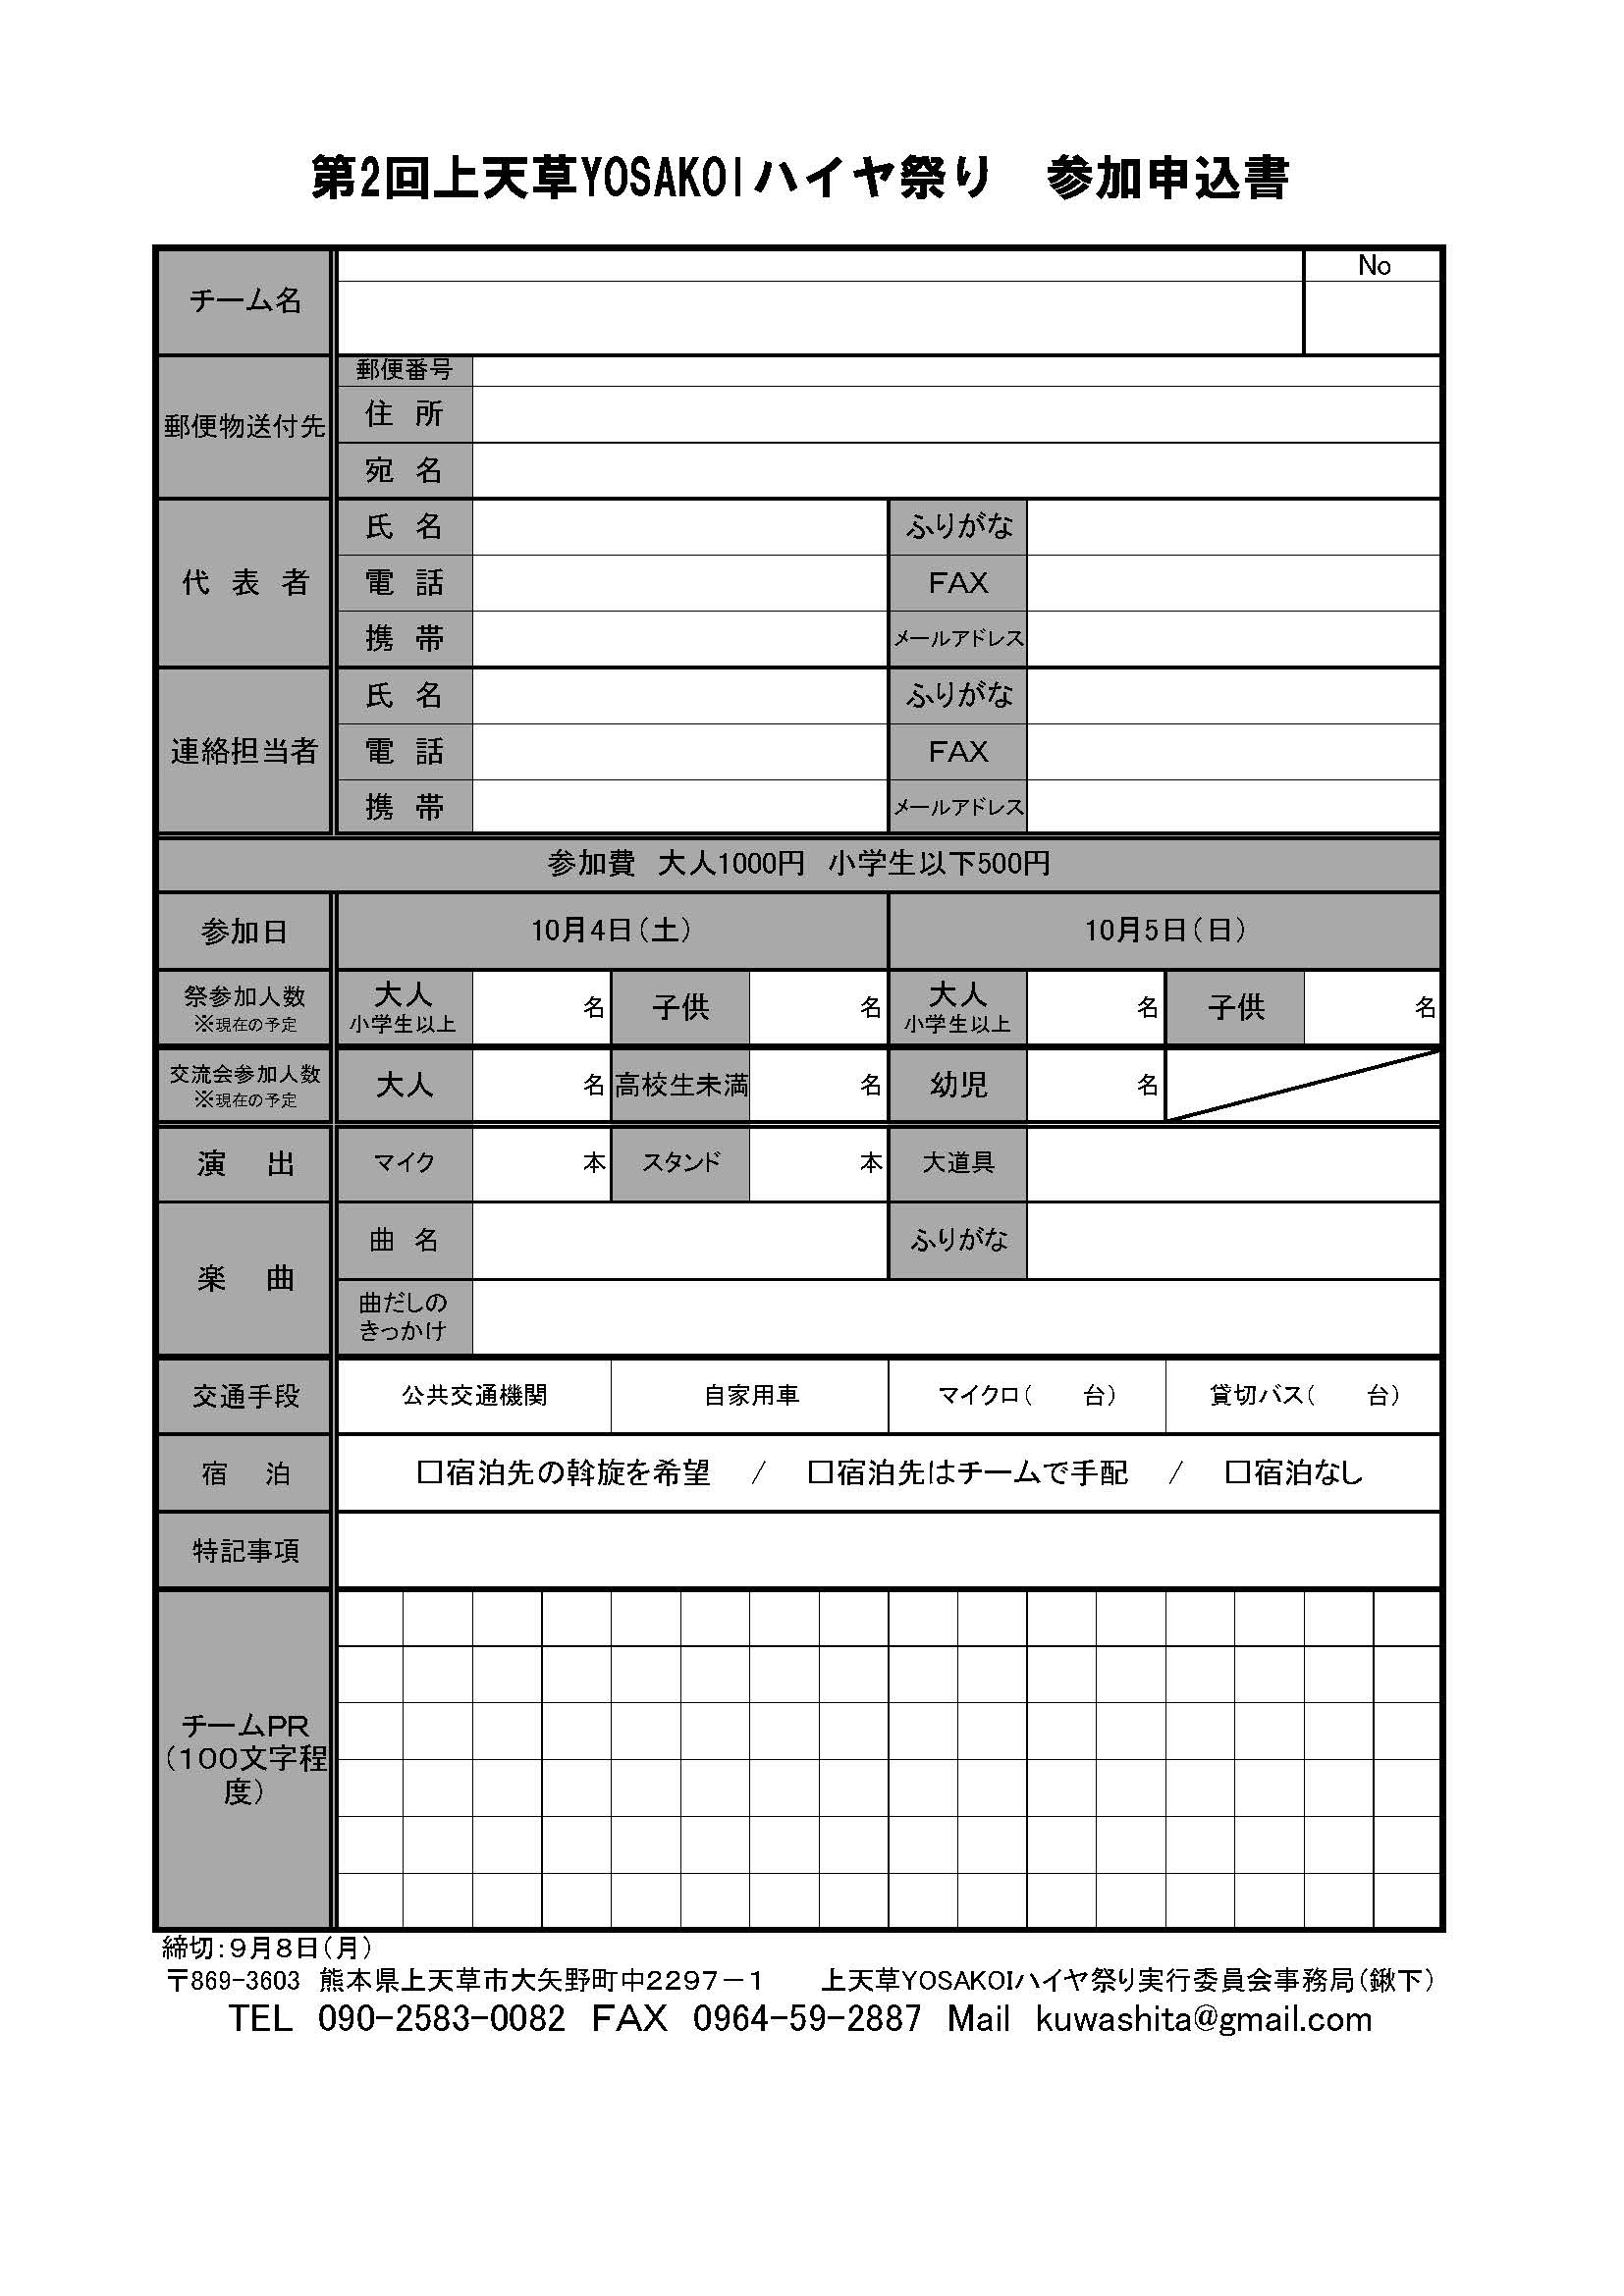 第2回上天草YOSAKOIハイヤ祭り　参加申込書
チーム名
No
郵便物送付先
郵便番号
住　所
宛　名
代　表　者
氏　名
ふりがな
電　話
FAX
携　帯
メールアドレス
連絡担当者
氏　名
ふりがな
電　話
FAX
携　帯
メールアドレス
参加費　大人1000円　小学生以下500円
参加日
10月4日（土）
10月5日（日）
祭参加人数
※現在の予定
大人
小学生以上
名
子供
名
大人
小学生以上
名
子供
名
交流会参加人数
※現在の予定
大人
名
高校生未満
名
幼児
名
演　出
マイク
本
スタンド
本
大道具
楽　曲
曲　名
ふりがな
曲だしの
きっかけ
交通手段
公共交通機関
自家用車
マイクロ（　　台）
貸切バス（　　台）
宿　泊
□宿泊先の斡旋を希望　/　□宿泊先はチームで手配　/　□宿泊なし
特記事項
チームPR
（100文字程
度）
締切：9月8日（月）
〒869-3603　熊本県上天草市大矢野町中2297－1　　上天草YOSAKOIハイヤ祭り実行委員会事務局（鍬下）
TEL　090-2583-0082　FAX　0964-59-2887　Mail　kuwashita@gmail.com